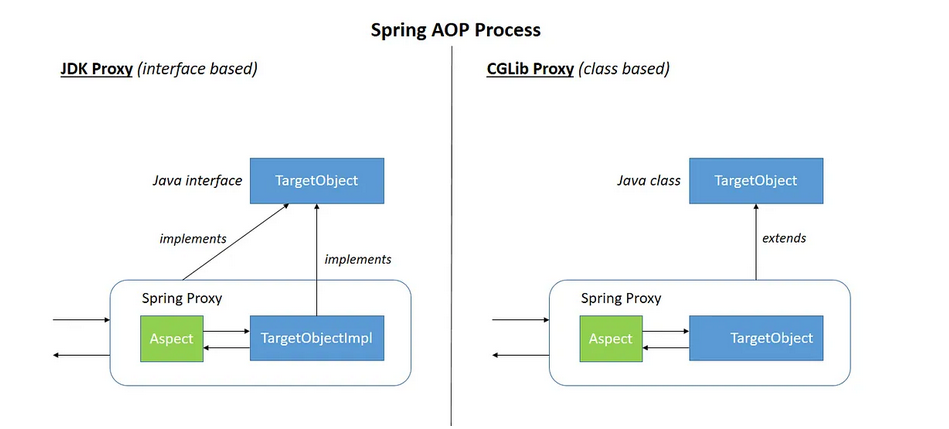 Spring AOP Process
JDK Proxy (interface based)
Java interface
TargetObject
implements
implements
Spring Proxy
Aspect
TargetObjectImpl
CGLib Proxy (class based)
Java class
TargetObject
extends
Spring Proxy
Aspect
TargetObject